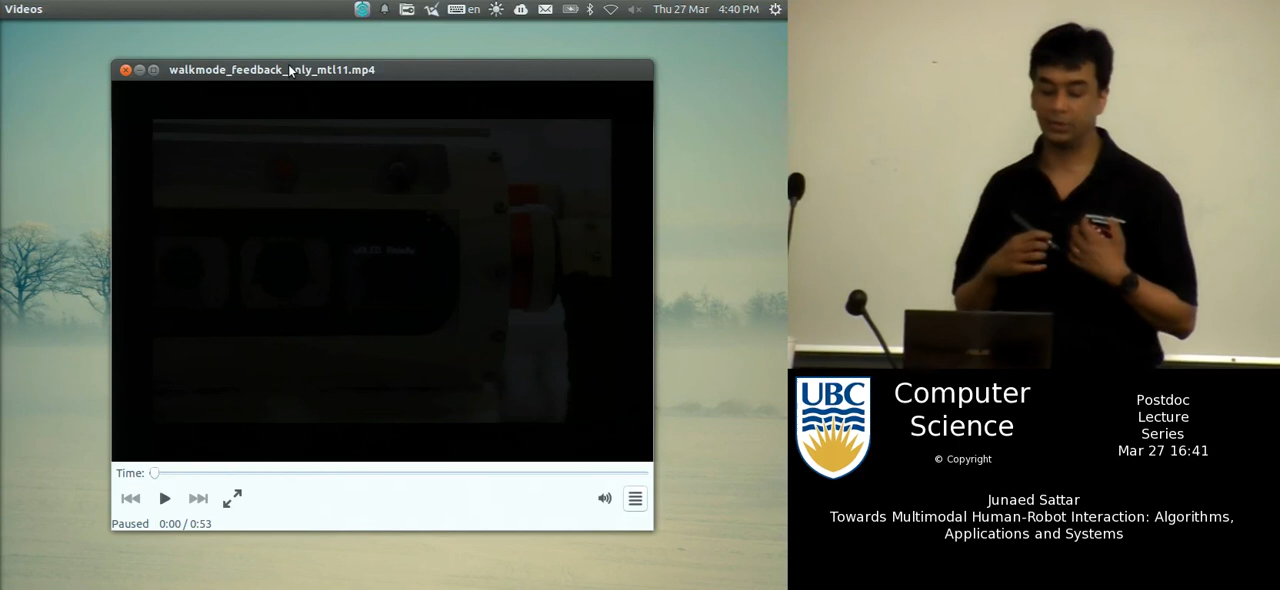 Videos
en
Thu 27 Mar
4:40 PM
walkmode_feedback_only_mtl11.mp4
uOLED Ready
Time:
Paused
0:00 / 0:53
UBC
Computer
Science
© Copyright
Postdoc
Lecture
Series
Mar 27 16:41
Junaed Sattar
Towards Multimodal Human-Robot Interaction: Algorithms,
Applications and Systems